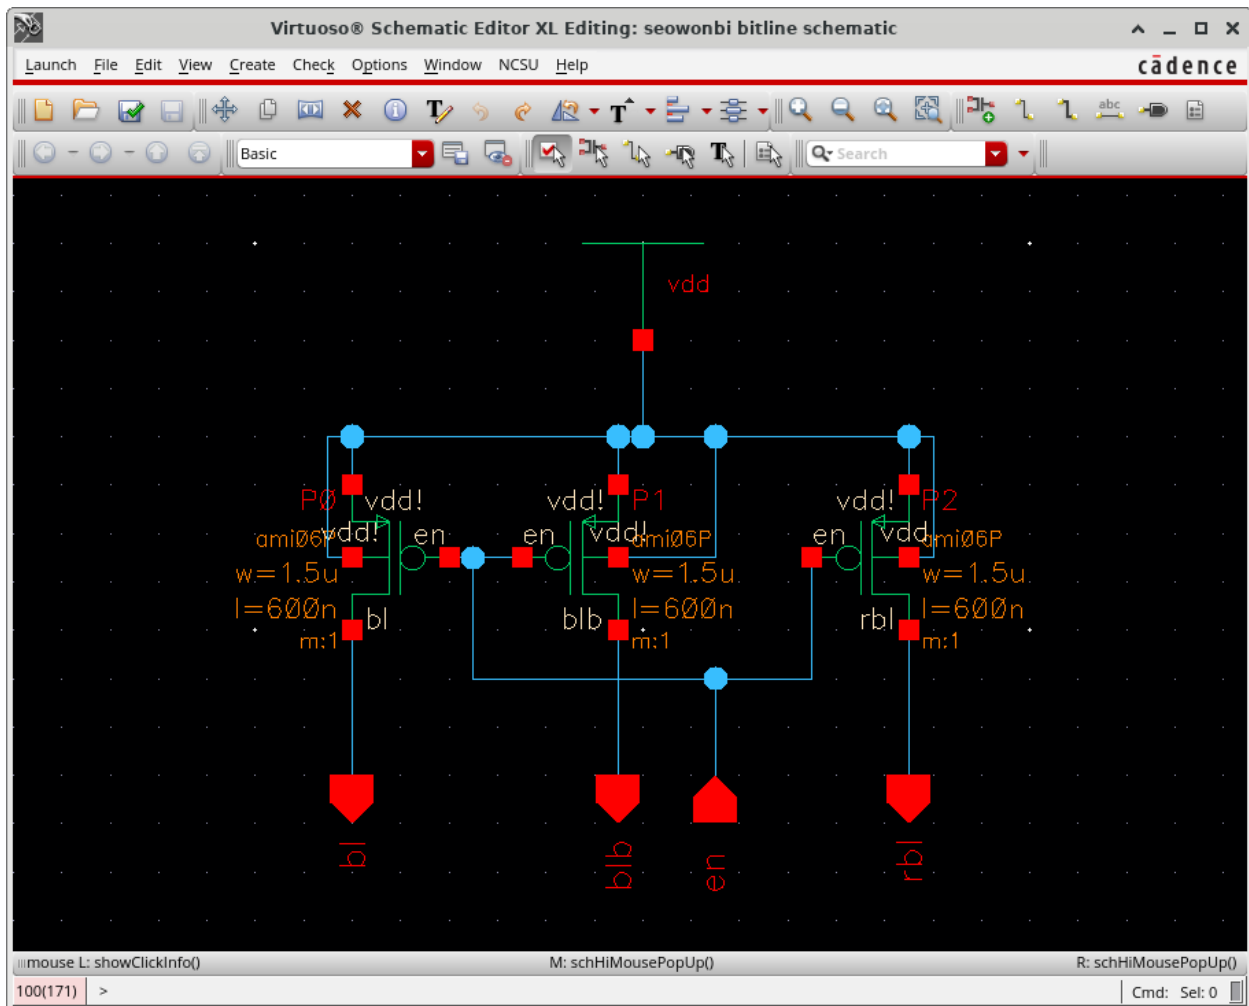 Virtuoso® Schematic Editor XL Editing: seowonbi bitline schematic
Launch File Edit View Create Check Options Window NCSU Help
cādence
abc
Basic
Search
vdd
P0 vdd! vdd! P1 vdd! P2
ami06P vdd! en en vdd! ami06P en vdd ami06P
w=1.5u w=1.5u w=1.5u
l=600n l=600n l=600n
bl blb rbl
m:1 m:1 m:1
bl
blb
en
rbl
mouse L: showClickInfo() M: schHiMousePopUp() R: schHiMousePopUp()
100(171) > Cmd: Sel: 0